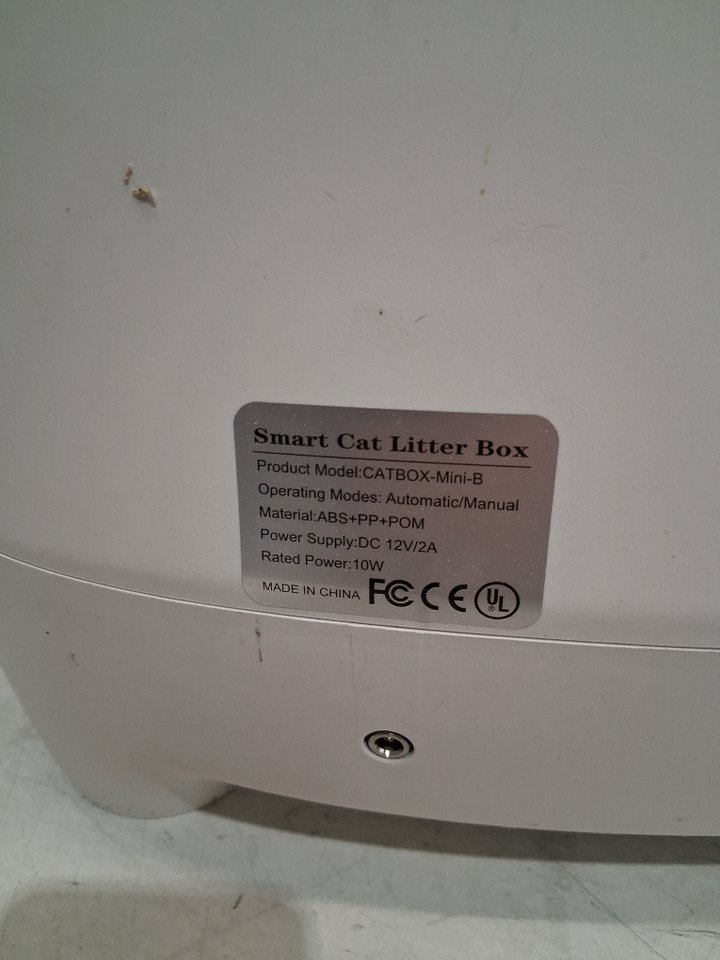 Smart Cat Litter Box
Product Model:CATBOX-Mini-B
Operating Modes: Automatic/Manual
Material:ABS+PP+POM
Power Supply:DC 12V/2A
Rated Power:10W
MADE IN CHINA FC CE UL®